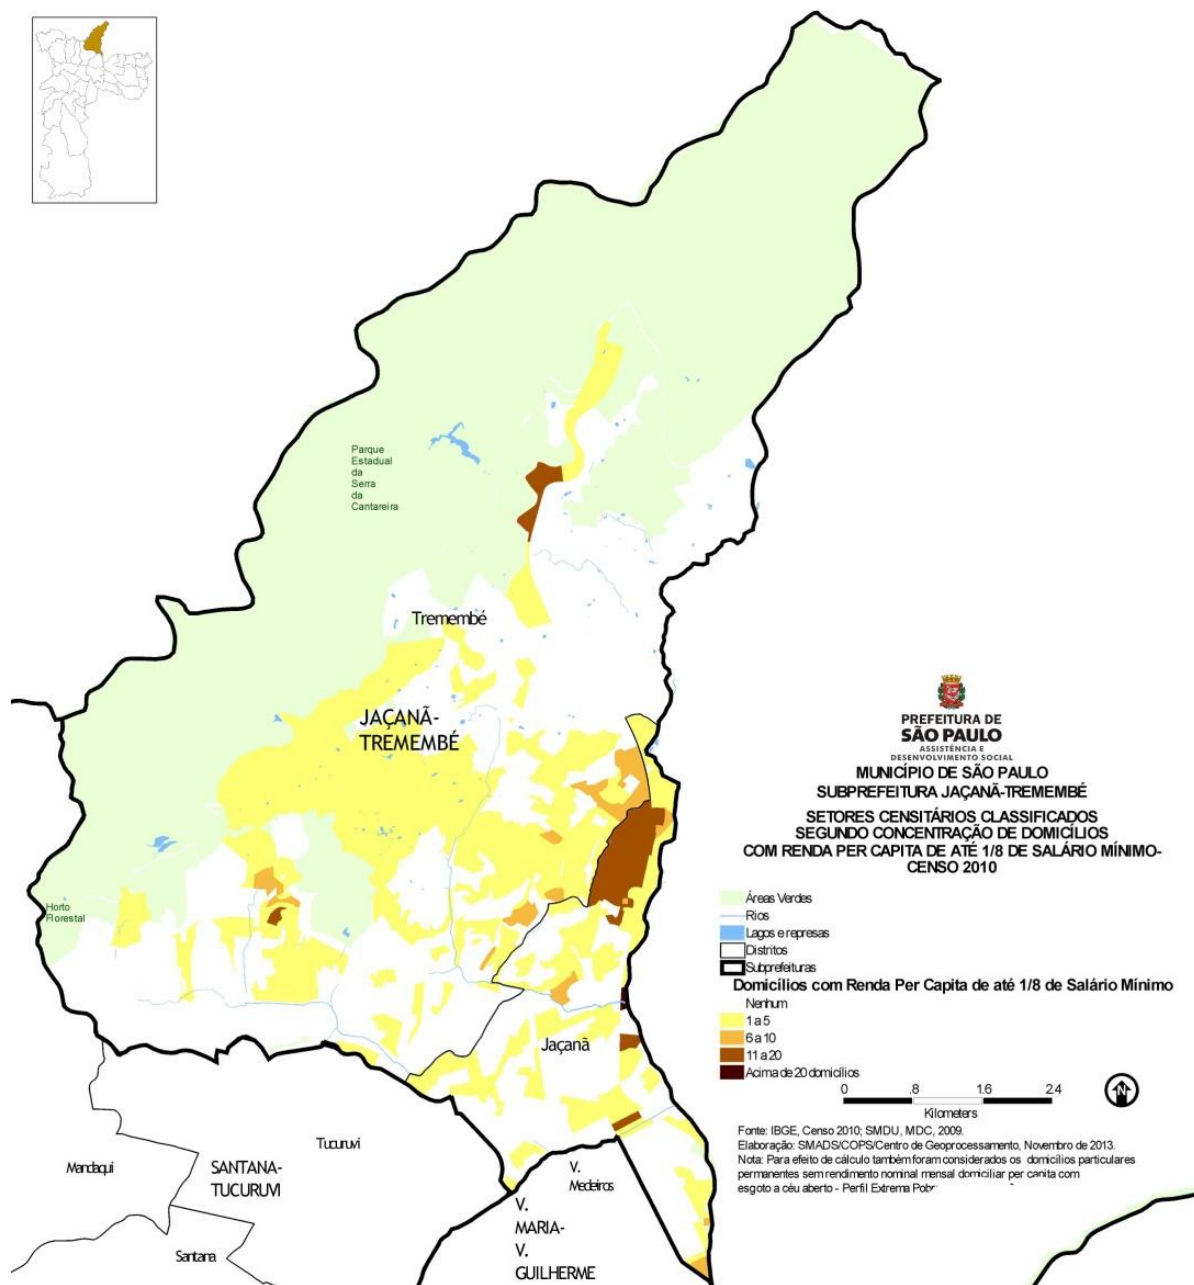 Parque
Estadual
da
Serra
da
Cantareira
Tremembé
JAÇANÃ-
TREMEMBÉ
Horto
Florestal
Jaçanã
Tucuruvi
Mandaqui
SANTANA-
TUCURUVI
Santana
V.
Medeiros
V.
MARIA-
V.
GUILHERME
PREFEITURA DE
SÃO PAULO
ASSISTÊNCIA E
DESENVOLVIMENTO SOCIAL
MUNICÍPIO DE SÃO PAULO
SUBPREFEITURA JAÇANÃ-TREMEMBÉ
SETORES CENSITÁRIOS CLASSIFICADOS
SEGUNDO CONCENTRAÇÃO DE DOMICÍLIOS
COM RENDA PER CAPITA DE ATÉ 1/8 DE SALÁRIO MÍNIMO-
CENSO 2010
Áreas Verdes
Rios
Lagos e represas
Distritos
Subprefeituras
Domicílios com Renda Per Capita de até 1/8 de Salário Mínimo
Nenhum
1 a 5
6 a 10
11 a 20
Acima de 20 domicílios
0 .8 1.6 2.4
Kilometers
N
Fonte: IBGE, Censo 2010; SMDU, MDC, 2009.
Elaboração: SMADS/COPS/Centro de Geoprocessamento, Novembro de 2013.
Nota: Para efeito de cálculo também foram considerados os domicílios particulares
permanentes sem rendimento nominal mensal domiciliar per capita com
esgoto a céu aberto - Perfil Extrema